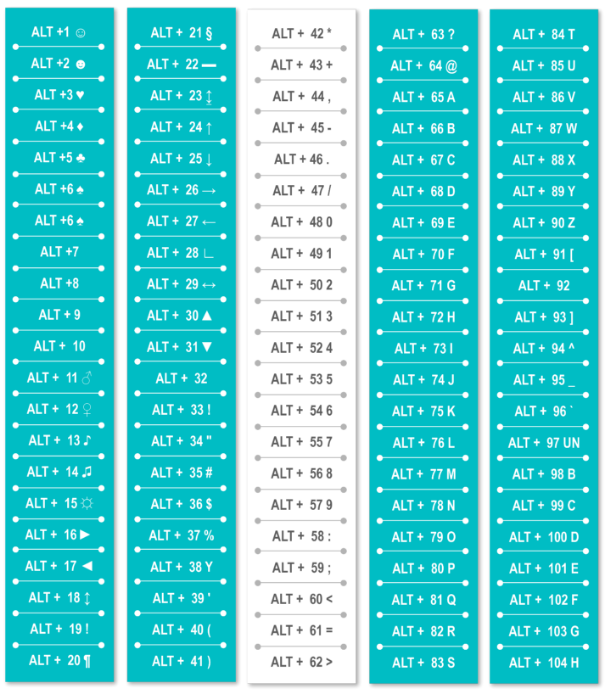 ALT +1 ☺
ALT +2 ☻
ALT +3 ♥
ALT +4 ♦
ALT +5 ♣
ALT +6 ♠
ALT +6 ♠
ALT +7
ALT +8
ALT + 9
ALT + 10
ALT + 11 ♂
ALT + 12 ♀
ALT + 13 ♪
ALT + 14 ♫
ALT + 15 ☼
ALT + 16 ►
ALT + 17 ◄
ALT + 18 ↕
ALT + 19 !
ALT + 20 ¶
ALT + 21 §
ALT + 22 ▬
ALT + 23 ↨
ALT + 24 ↑
ALT + 25 ↓
ALT + 26 →
ALT + 27 ←
ALT + 28 ∟
ALT + 29 ↔
ALT + 30 ▲
ALT + 31 ▼
ALT + 32
ALT + 33 !
ALT + 34 "
ALT + 35 #
ALT + 36 $
ALT + 37 %
ALT + 38 Y
ALT + 39 '
ALT + 40 (
ALT + 41 )
ALT + 42 *
ALT + 43 +
ALT + 44 ,
ALT + 45 -
ALT + 46 .
ALT + 47 /
ALT + 48 0
ALT + 49 1
ALT + 50 2
ALT + 51 3
ALT + 52 4
ALT + 53 5
ALT + 54 6
ALT + 55 7
ALT + 56 8
ALT + 57 9
ALT + 58 :
ALT + 59 ;
ALT + 60 <
ALT + 61 =
ALT + 62 >
ALT + 63 ?
ALT + 64 @
ALT + 65 A
ALT + 66 B
ALT + 67 C
ALT + 68 D
ALT + 69 E
ALT + 70 F
ALT + 71 G
ALT + 72 H
ALT + 73 I
ALT + 74 J
ALT + 75 K
ALT + 76 L
ALT + 77 M
ALT + 78 N
ALT + 79 O
ALT + 80 P
ALT + 81 Q
ALT + 82 R
ALT + 83 S
ALT + 84 T
ALT + 85 U
ALT + 86 V
ALT + 87 W
ALT + 88 X
ALT + 89 Y
ALT + 90 Z
ALT + 91 [
ALT + 92
ALT + 93 ]
ALT + 94 ^
ALT + 95 _
ALT + 96 `
ALT + 97 UN
ALT + 98 B
ALT + 99 C
ALT + 100 D
ALT + 101 E
ALT + 102 F
ALT + 103 G
ALT + 104 H